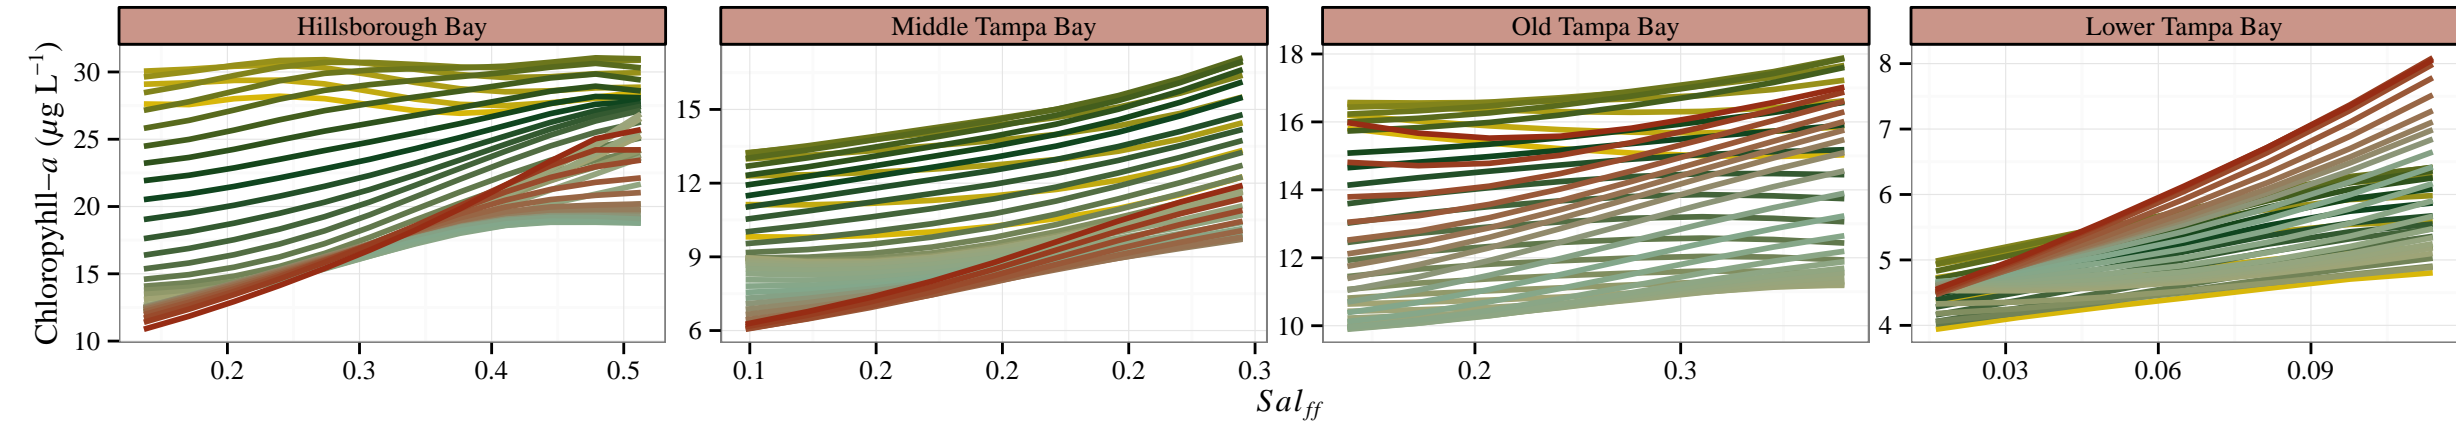 Hillsborough Bay
Middle Tampa Bay
Old Tampa Bay
Lower Tampa Bay
Chloropyhll−a (μg L−1)
30
25
20
15
10
15
12
9
6
18
16
14
12
10
8
7
6
5
4
0.2 0.3 0.4 0.5
0.1 0.2 0.2 0.2 0.3
0.2 0.3
0.03 0.06 0.09
Salff